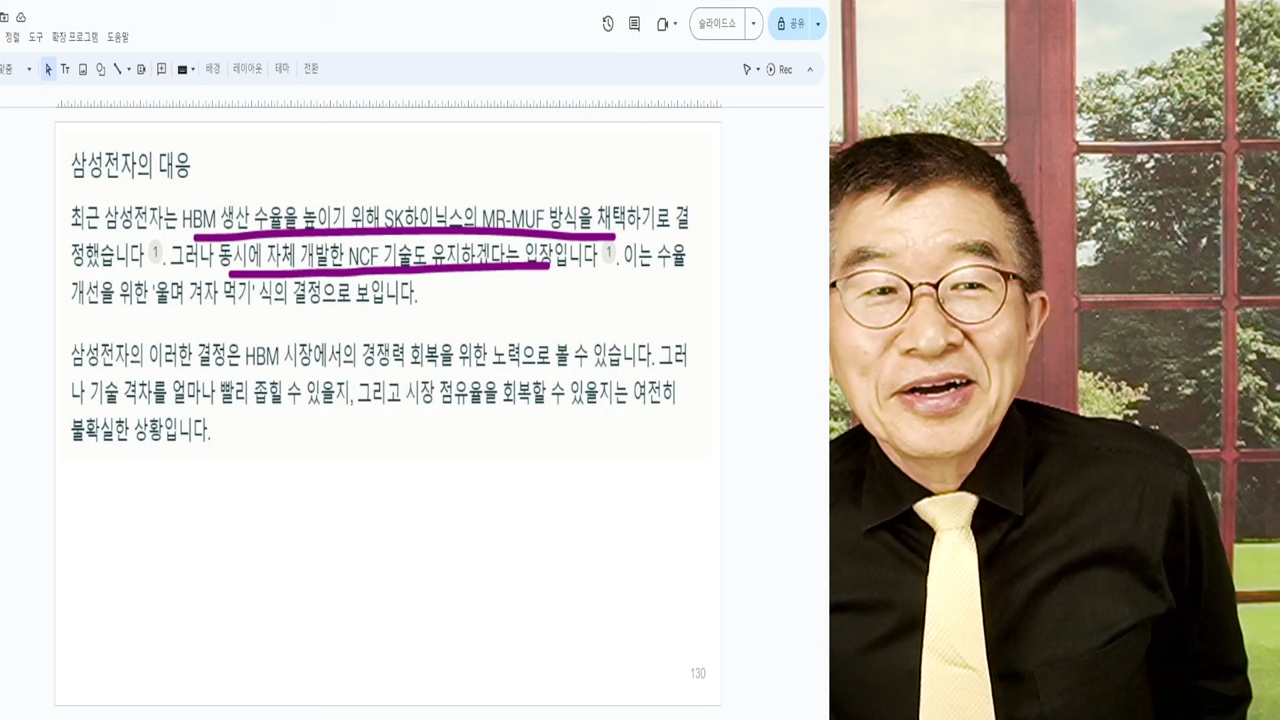 정렬 도구 확장 프로그램 도움말
슬라이드쇼
공유
맞춤
Tт
배경 레이아웃 테마 전환
Rec
삼성전자의 대응
최근 삼성전자는 HBM 생산 수율을 높이기 위해 SK하이닉스의 MR-MUF 방식을 채택하기로 결
정했습니다 1. 그러나 동시에 자체 개발한 NCF 기술도 유지하겠다는 입장입니다 1. 이는 수율
개선을 위한 '울며 겨자 먹기' 식의 결정으로 보입니다.
삼성전자의 이러한 결정은 HBM 시장에서의 경쟁력 회복을 위한 노력으로 볼 수 있습니다. 그러
나 기술 격차를 얼마나 빨리 좁힐 수 있을지, 그리고 시장 점유율을 회복할 수 있을지는 여전히
불확실한 상황입니다.
130